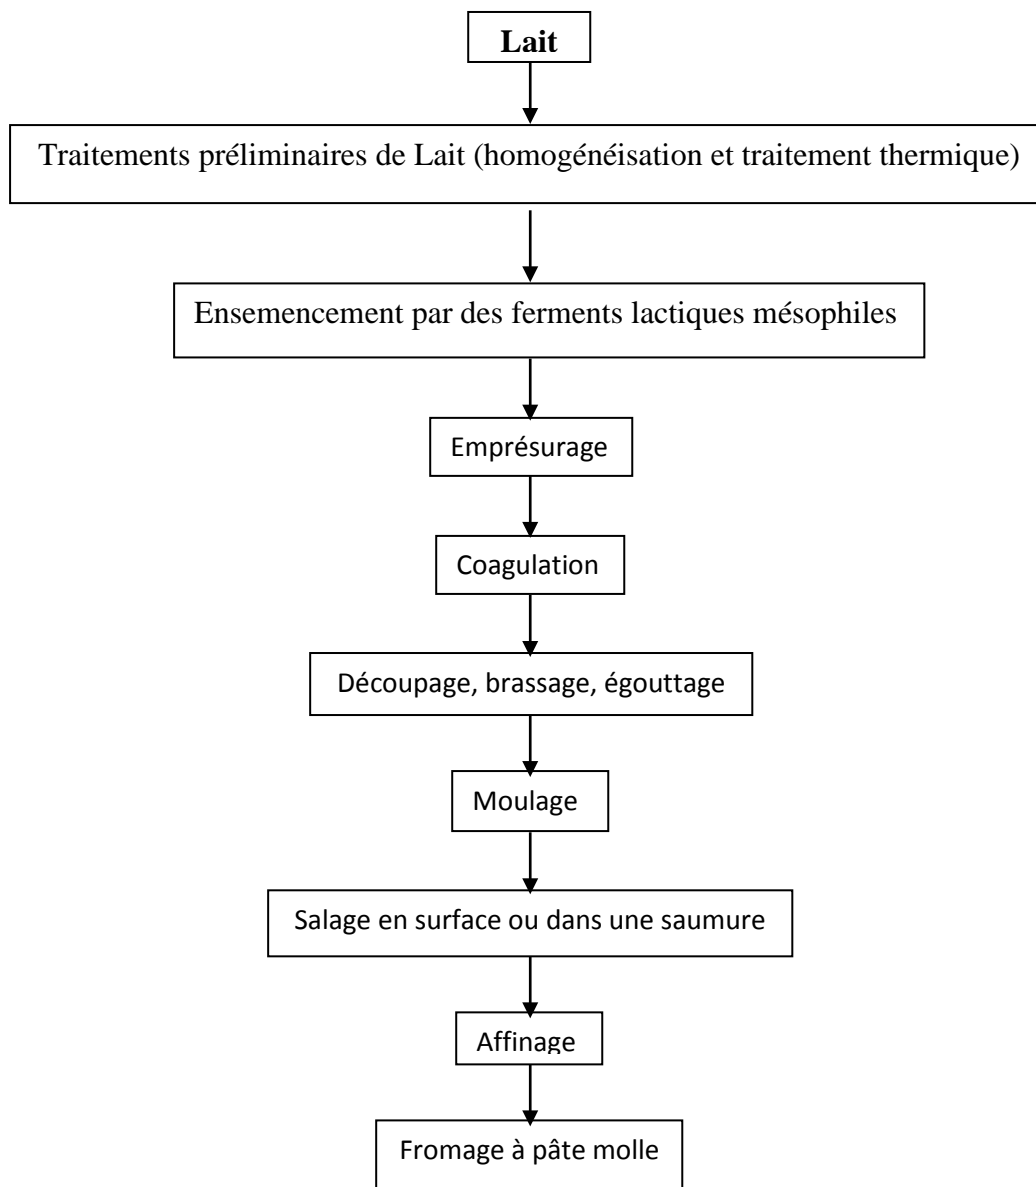 Lait
Traitements préliminaires de Lait (homogénéisation et traitement thermique)
Ensemencement par des ferments lactiques mésophiles
Emprésurage
Coagulation
Découpage, brassage, égouttage
Moulage
Salage en surface ou dans une saumure
Affinage
Fromage à pâte molle